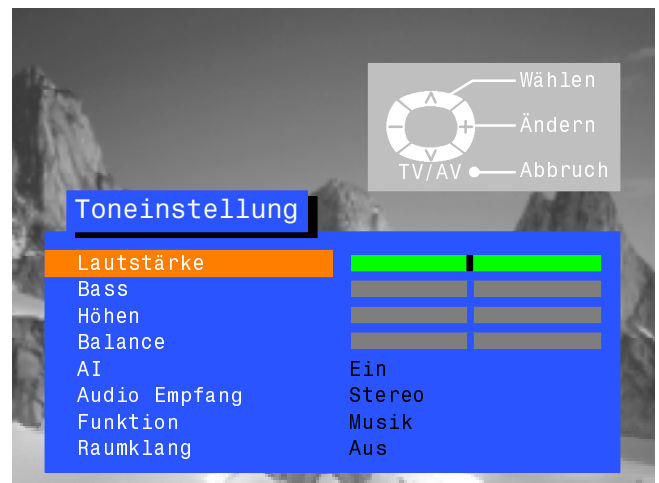 Wählen
Ändern
TV/AV Abbruch
Toneinstellung
Lautstärke
Bass
Höhen
Balance
AI Ein
Audio Empfang Stereo
Funktion Musik
Raumklang Aus